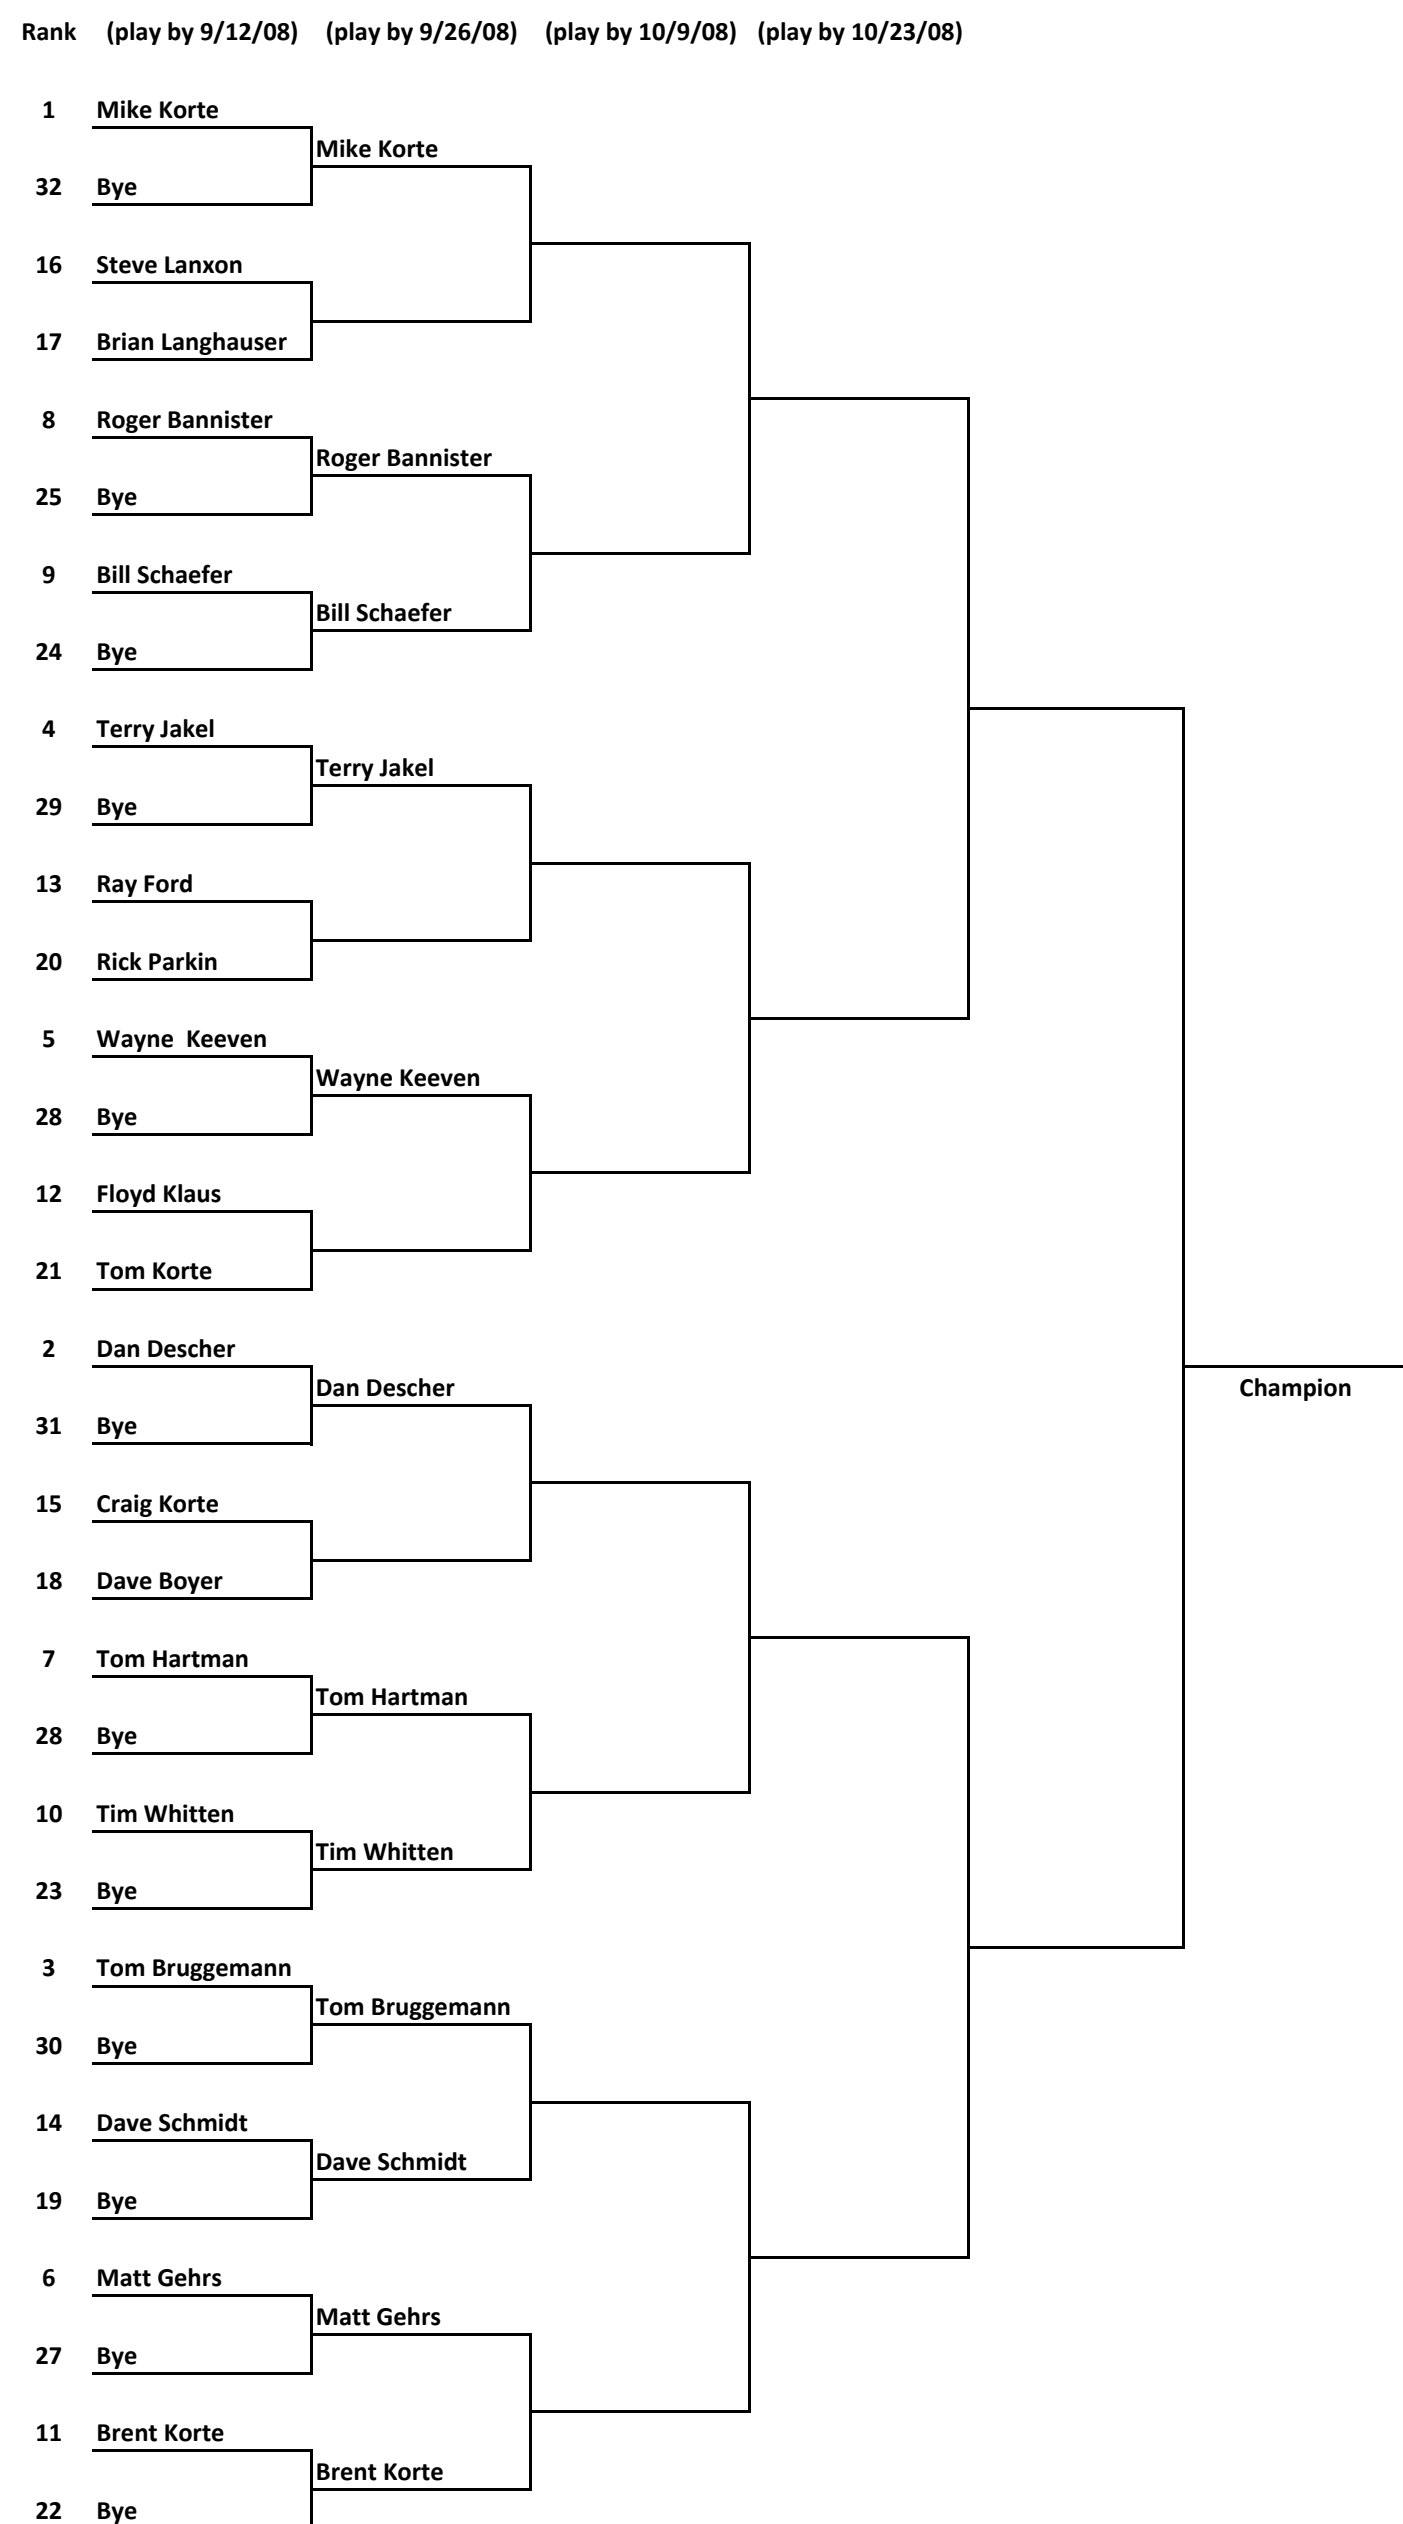 Rank (play by 9/12/08) (play by 9/26/08) (play by 10/9/08) (play by 10/23/08)
1 Mike Korte
Mike Korte
32 Bye
16 Steve Lanxon
17 Brian Langhauser
8 Roger Bannister
Roger Bannister
25 Bye
9 Bill Schaefer
Bill Schaefer
24 Bye
4 Terry Jakel
Terry Jakel
29 Bye
13 Ray Ford
20 Rick Parkin
5 Wayne  Keeven
Wayne Keeven
28 Bye
12 Floyd Klaus
21 Tom Korte
2 Dan Descher
Dan Descher
Champion
31 Bye
15 Craig Korte
18 Dave Boyer
7 Tom Hartman
Tom Hartman
28 Bye
10 Tim Whitten
Tim Whitten
23 Bye
3 Tom Bruggemann
Tom Bruggemann
30 Bye
14 Dave Schmidt
Dave Schmidt
19 Bye
6 Matt Gehrs
Matt Gehrs
27 Bye
11 Brent Korte
Brent Korte
22 Bye